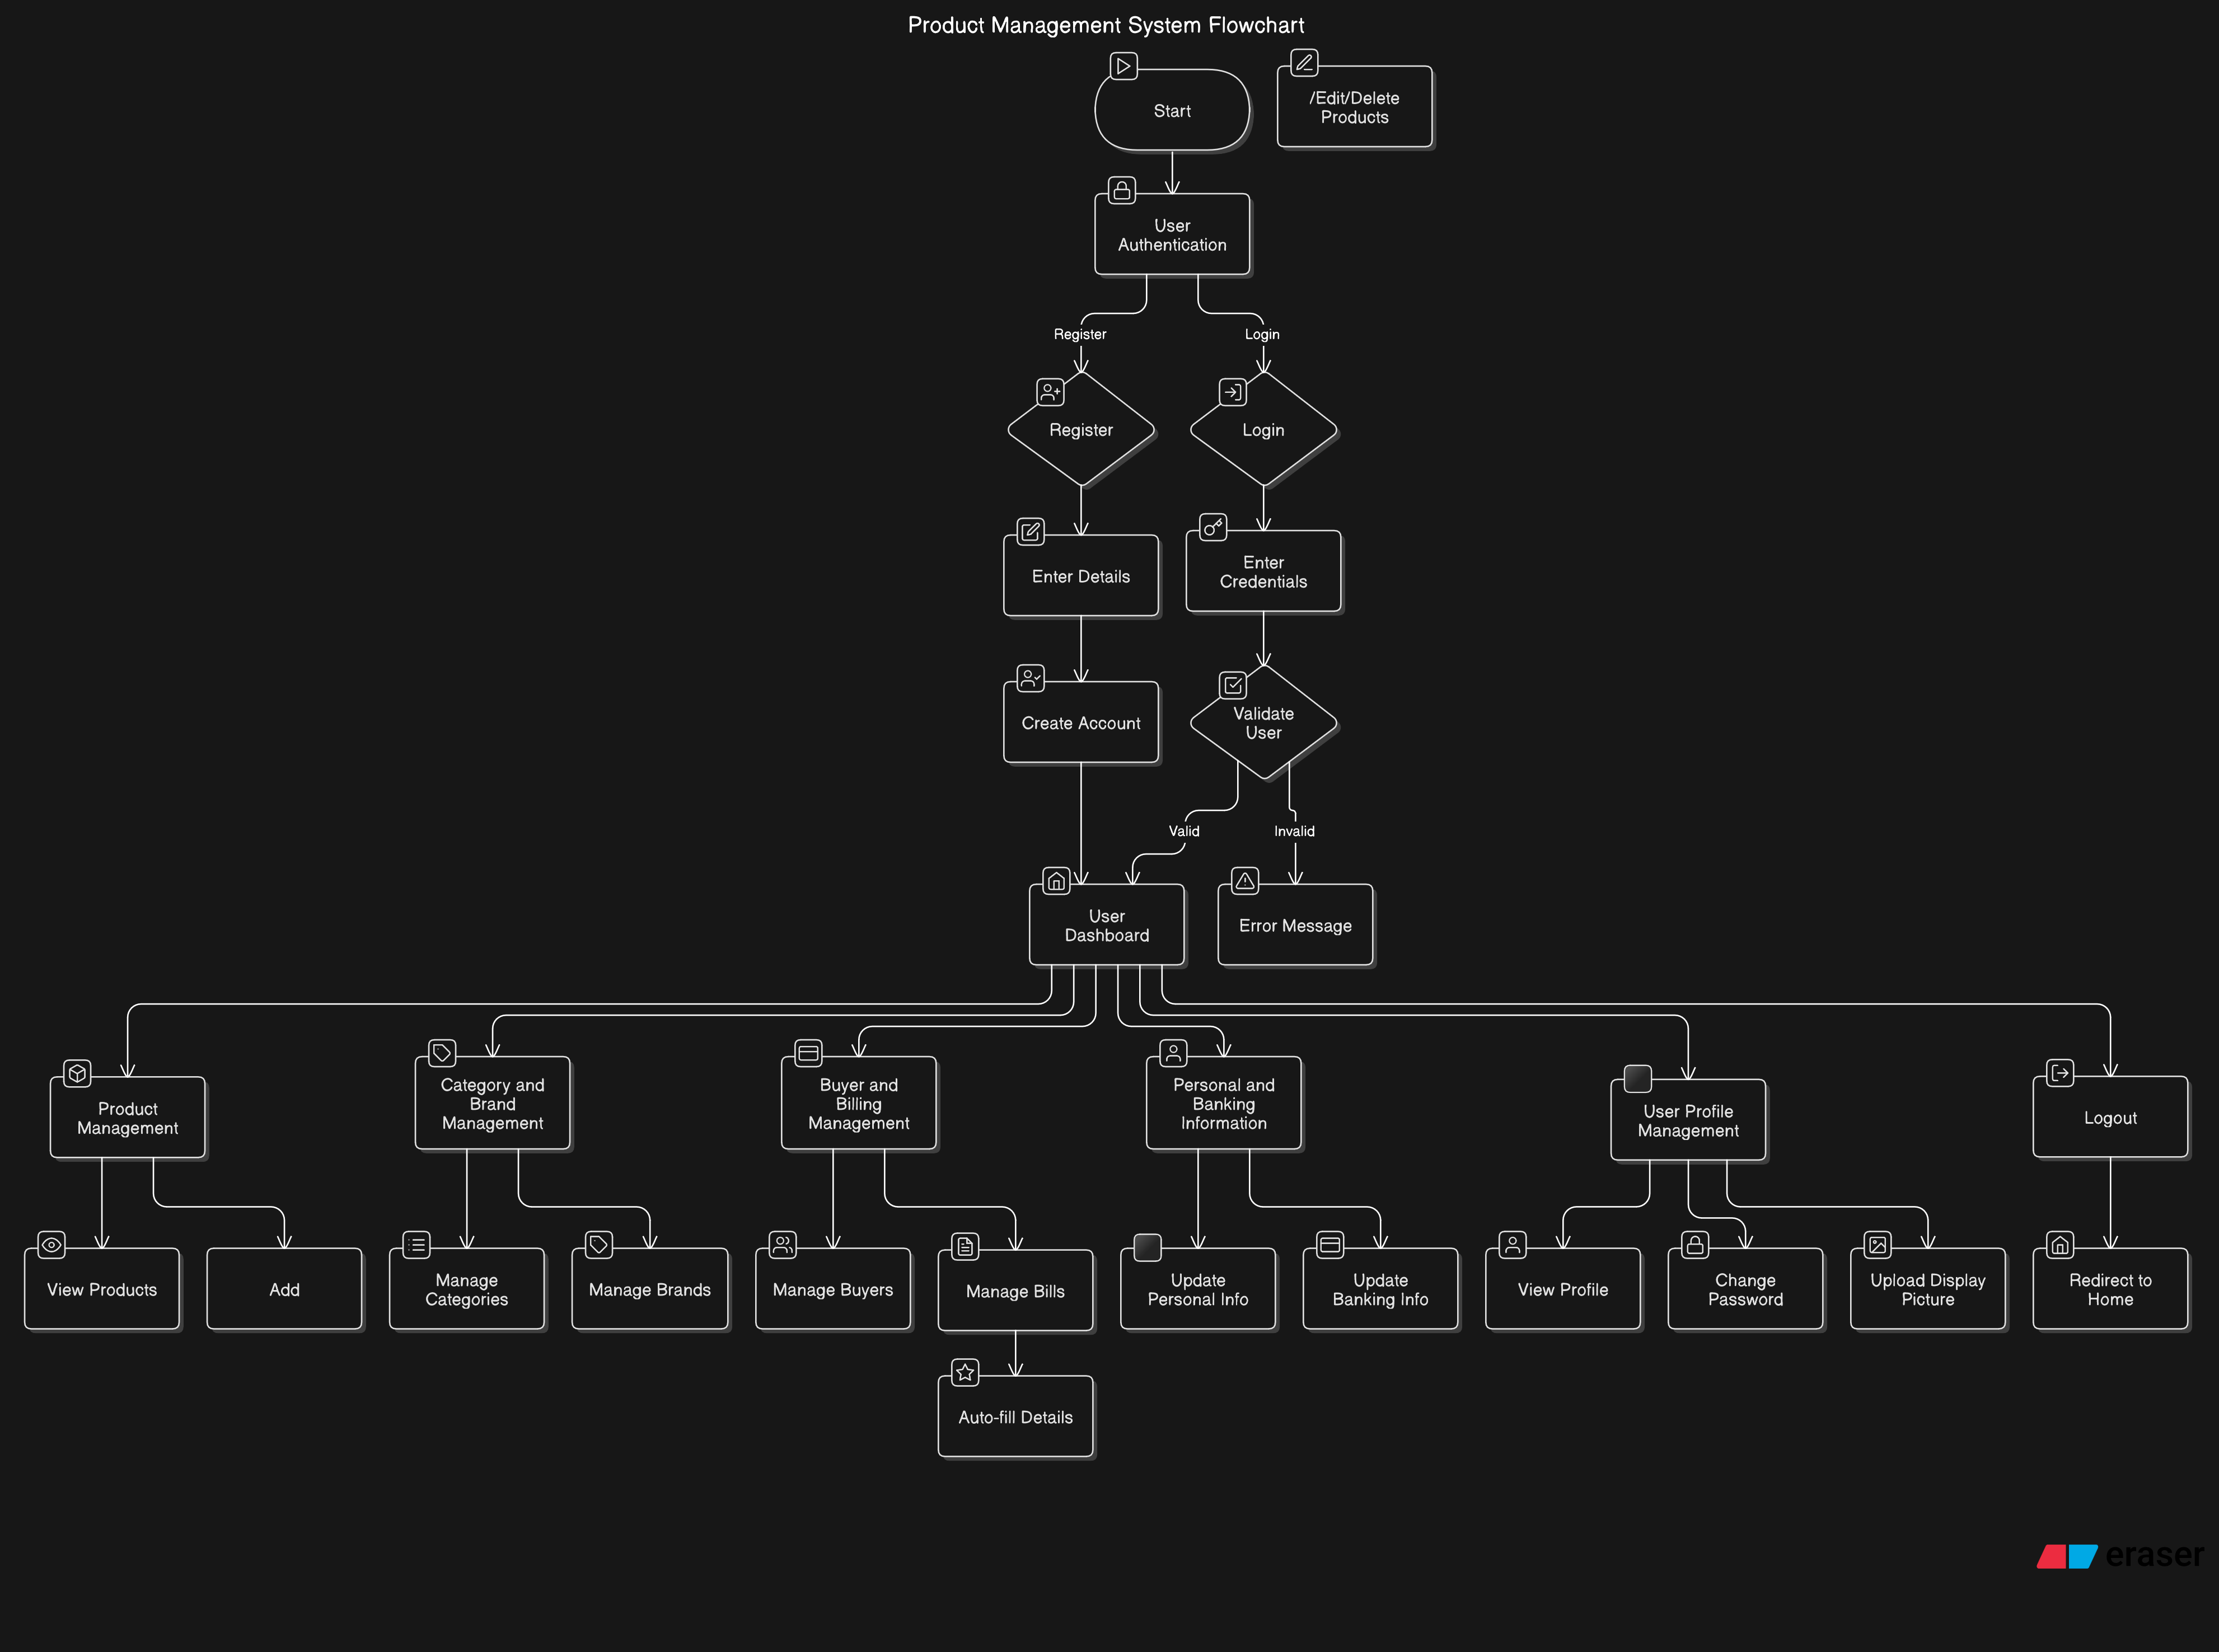 Product Management System Flowchart
Start
/Edit/Delete
Products
User
Authentication
Register
Login
Register
Login
Enter Details
Enter
Credentials
Create Account
Validate
User
Valid
Invalid
User
Dashboard
Error Message
Product
Management
Category and
Brand
Management
Buyer and
Billing
Management
Personal and
Banking
Information
User Profile
Management
Logout
View Products
Add
Manage
Categories
Manage Brands
Manage Buyers
Manage Bills
Update
Personal Info
Update
Banking Info
View Profile
Change
Password
Upload Display
Picture
Redirect to
Home
Auto-fill Details
eraser